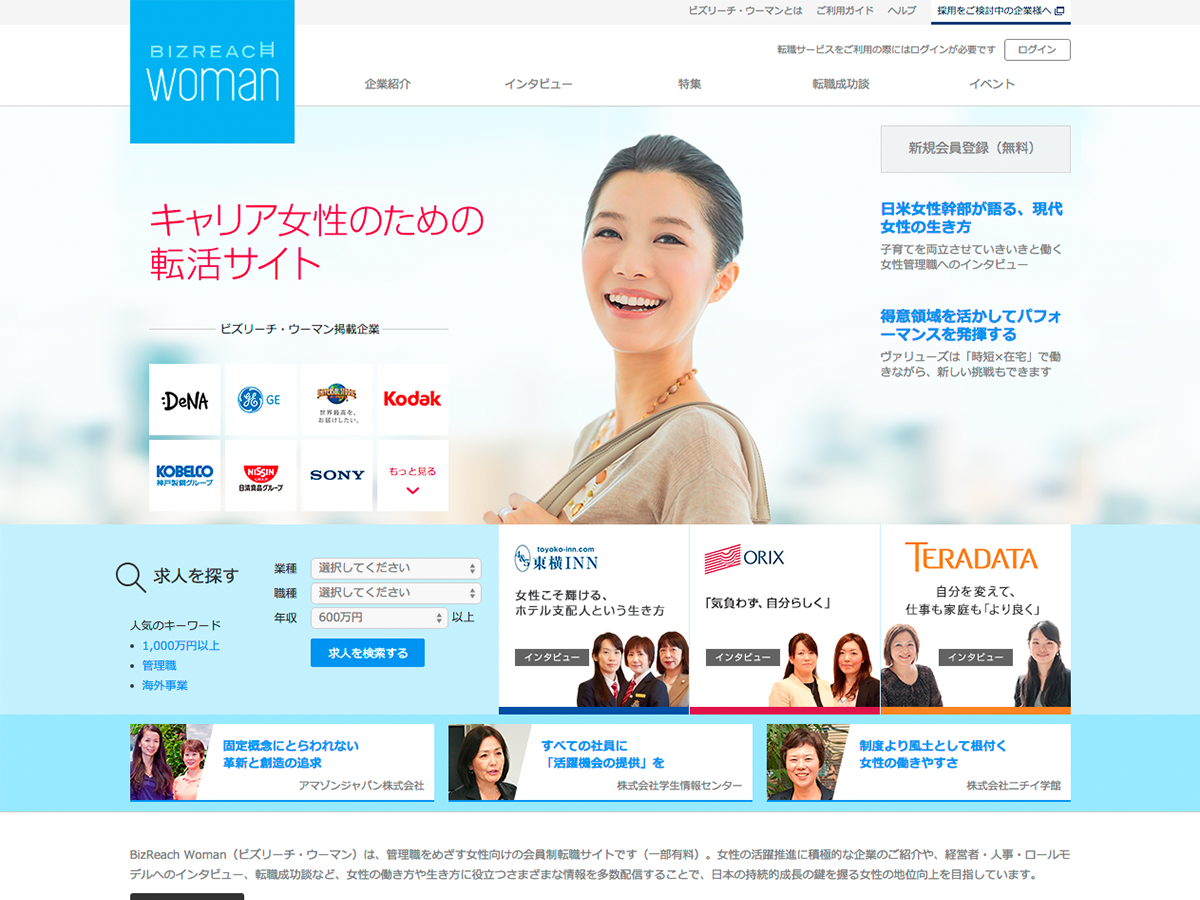 ビズリーチ・ウーマンとは ご利用ガイド ヘルプ 採用をご検討中の企業様へ
BIZREACH
woman
転職サービスをご利用の際にはログインが必要です ログイン
企業紹介 インタビュー 特集 転職成功談 イベント
新規会員登録（無料）
キャリア女性のための
転活サイト
日米女性幹部が語る、現代
女性の生き方
子育てを両立させていきいきと働く
女性管理職へのインタビュー
得意領域を活かしてパフォ
ーマンスを発揮する
ヴァリューズは「時短×在宅」で働
きながら、新しい挑戦もできます
ビズリーチ・ウーマン掲載企業
:DeNA
GE
UNIVERSAL STUDIOS
世界最高を、
お届けしたい。
Kodak
KOBELCO
神戸製鋼グループ
NISSIN
GROUP
日清食品グループ
SONY
もっと見る
求人を探す
人気のキーワード
1,000万円以上
管理職
海外事業
業種 選択してください
職種 選択してください
年収 600万円 以上
求人を検索する
toyoko-inn.com
東横INN
女性こそ輝ける、
ホテル支配人という生き方
インタビュー
ORIX
「気負わず、自分らしく」
インタビュー
TERADATA
自分を変えて、
仕事も家庭も「より良く」
インタビュー
固定概念にとらわれない
革新と創造の追求
アマゾンジャパン株式会社
すべての社員に
「活躍機会の提供」を
株式会社学生情報センター
制度より風土として根付く
女性の働きやすさ
株式会社ニチイ学館
BizReach Woman（ビズリーチ・ウーマン）は、管理職をめざす女性向けの会員制転職サイトです（一部有料）。女性の活躍推進に積極的な企業のご紹介や、経営者・人事・ロールモ
デルへのインタビュー、転職成功談など、女性の働き方や生き方に役立つさまざまな情報を多数配信することで、日本の持続的成長の鍵を握る女性の地位向上を目指しています。